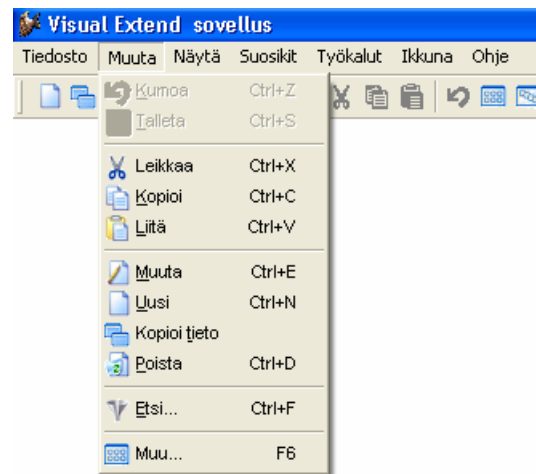 Visual Extend sovellus
Tiedosto Muuta Näytä Suosikit Työkalut Ikkuna Ohje
Kumoa Ctrl+Z
Talleta Ctrl+S
Leikkaa Ctrl+X
Kopioi Ctrl+C
Liitä Ctrl+V
Muuta Ctrl+E
Uusi Ctrl+N
Kopioi tieto
Poista Ctrl+D
Etsi... Ctrl+F
Muu... F6